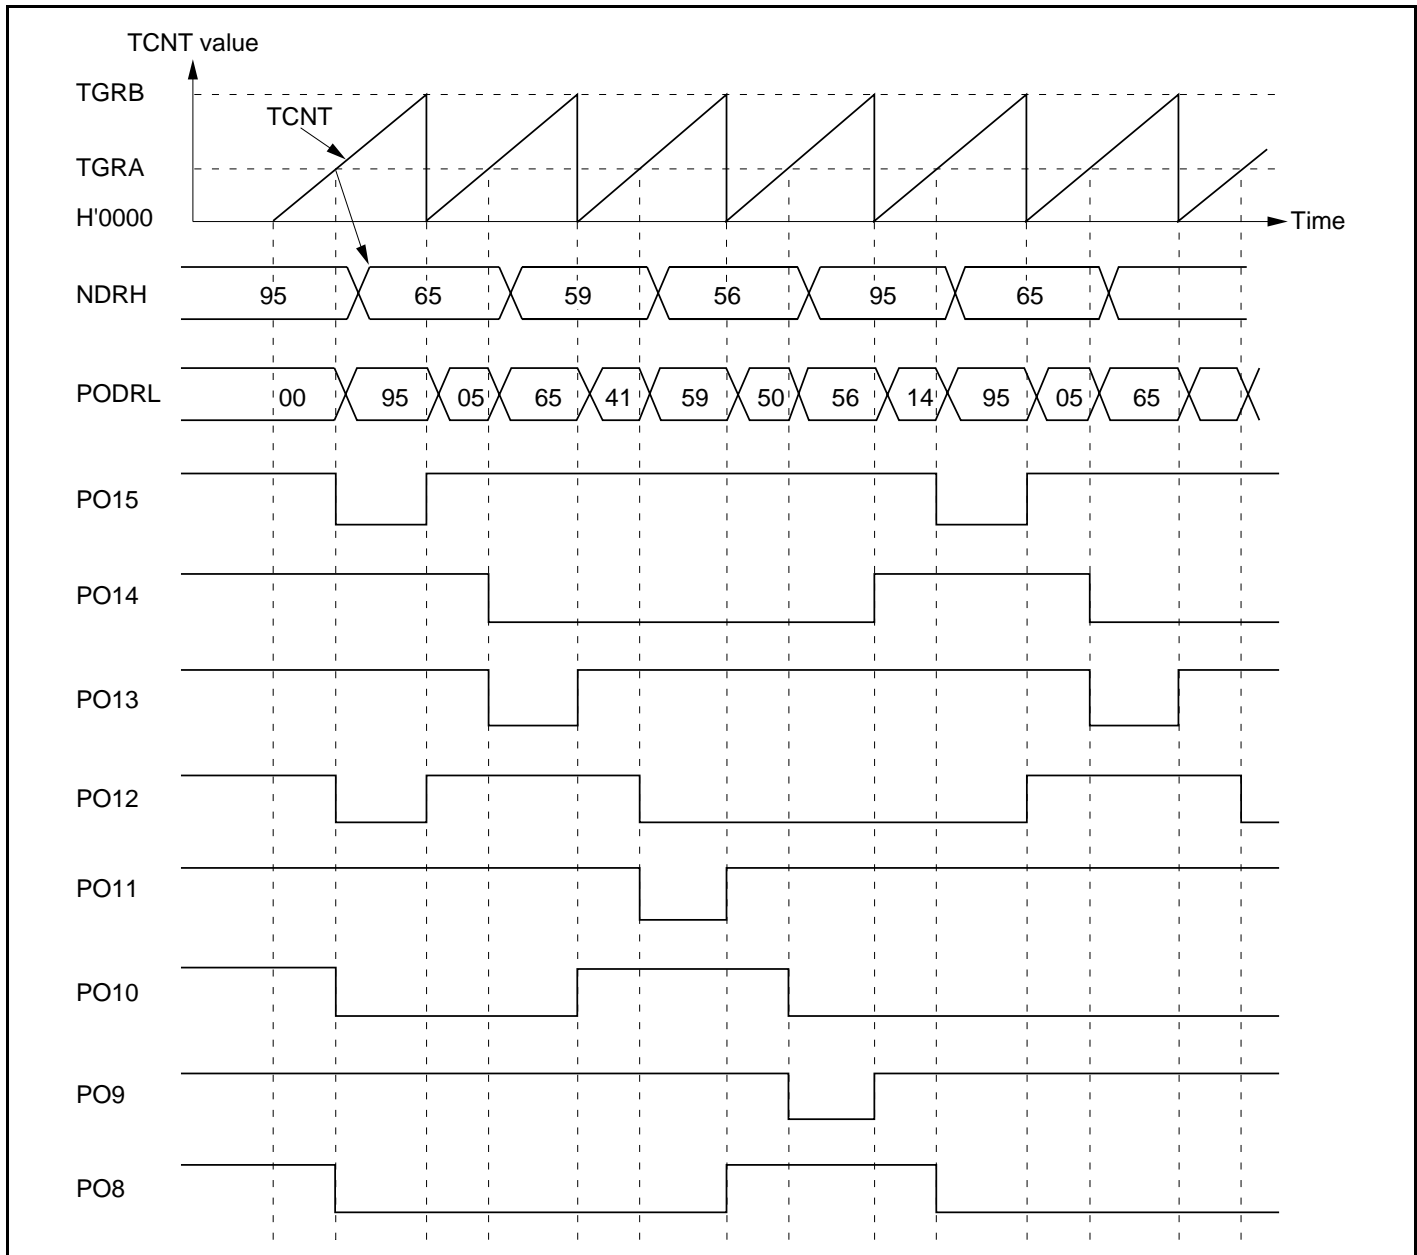 TCNT value
TGRB
TCNT
TGRA
H'0000
Time
NDRH 95 65 59 56 95 65
PODRL 00 95 05 65 41 59 50 56 14 95 05 65
PO15
PO14
PO13
PO12
PO11
PO10
PO9
PO8